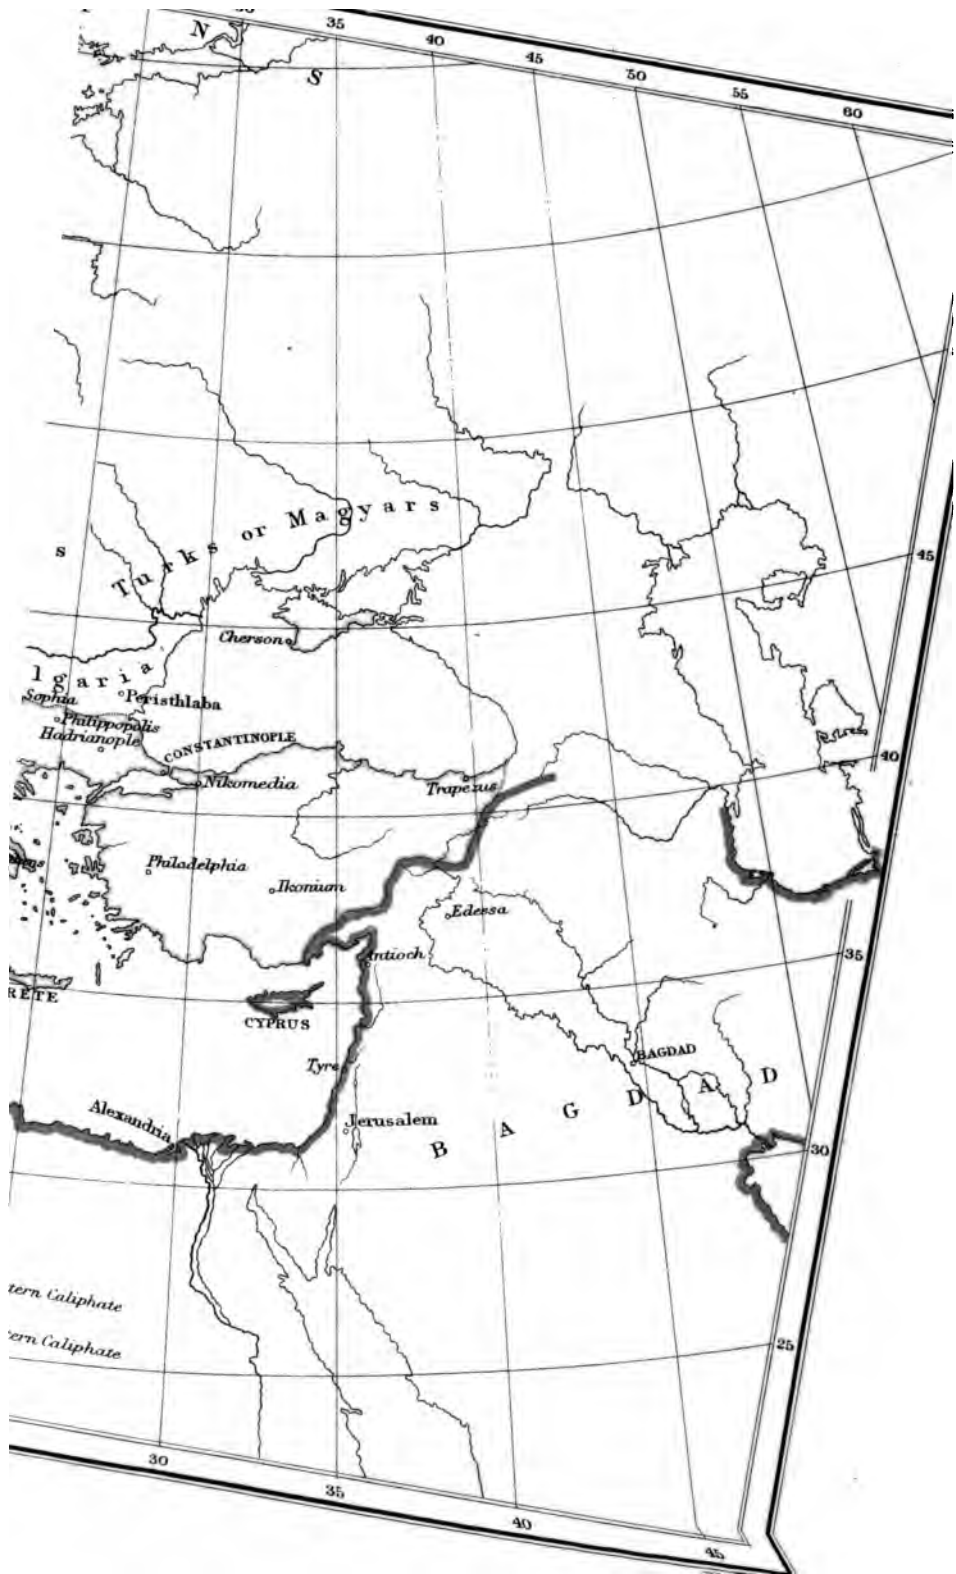 35
40
45
50
55
60
N
S
Turks or Magyars
s
45
Cherson
lgaria
Sophia
Peristhlaba
Philippopolis
Hadrianople
CONSTANTINOPLE
40
Nikomedia
Trapezus
Philadelphia
Ikonium
Edessa
Antioch
35
RETE
CYPRUS
BAGDAD
Tyre
Alexandria
Jerusalem
BAGDAD
30
tern Caliphate
tern Caliphate
25
30
35
40
45